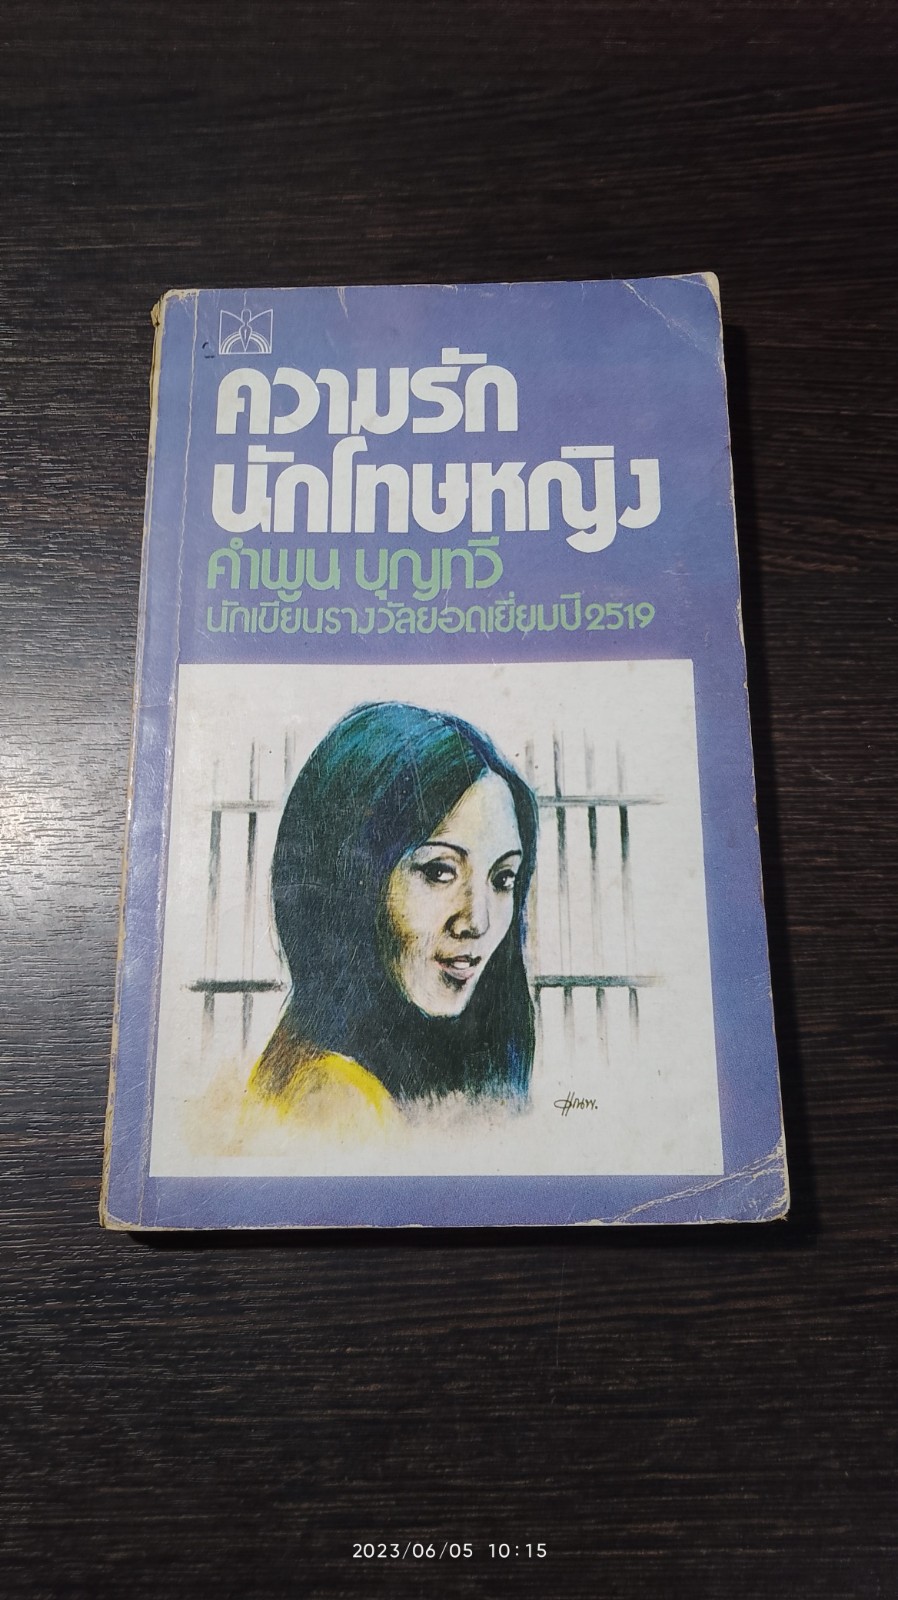 ความรัก
นักโทษหญิง
คำพูน บุญทวี
นักเขียนรางวัลยอดเยี่ยมปี 2519
2023/06/05 10:15